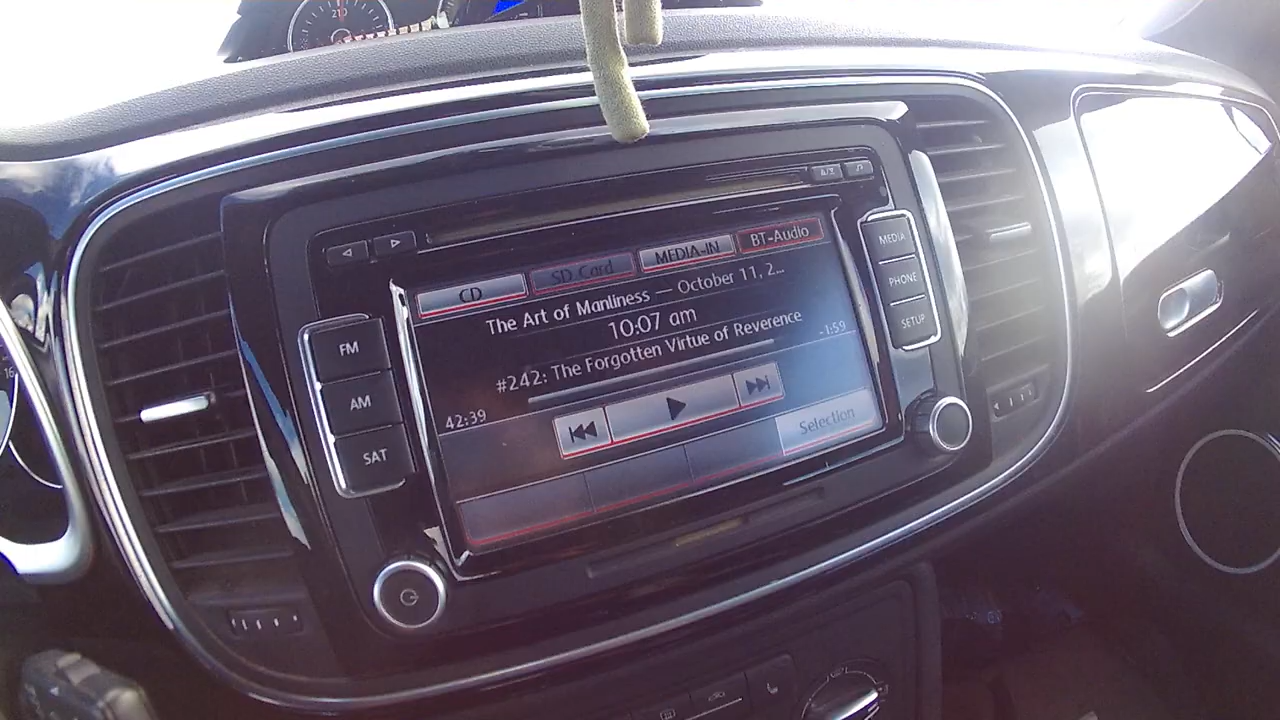 CD
SD Card
MEDIA-IN
BT-Audio
The Art of Manliness — October 11, 2...
10:07 am
#242: The Forgotten Virtue of Reverence
42:39
-1:59
Selection
FM
AM
SAT
MEDIA
PHONE
SETUP